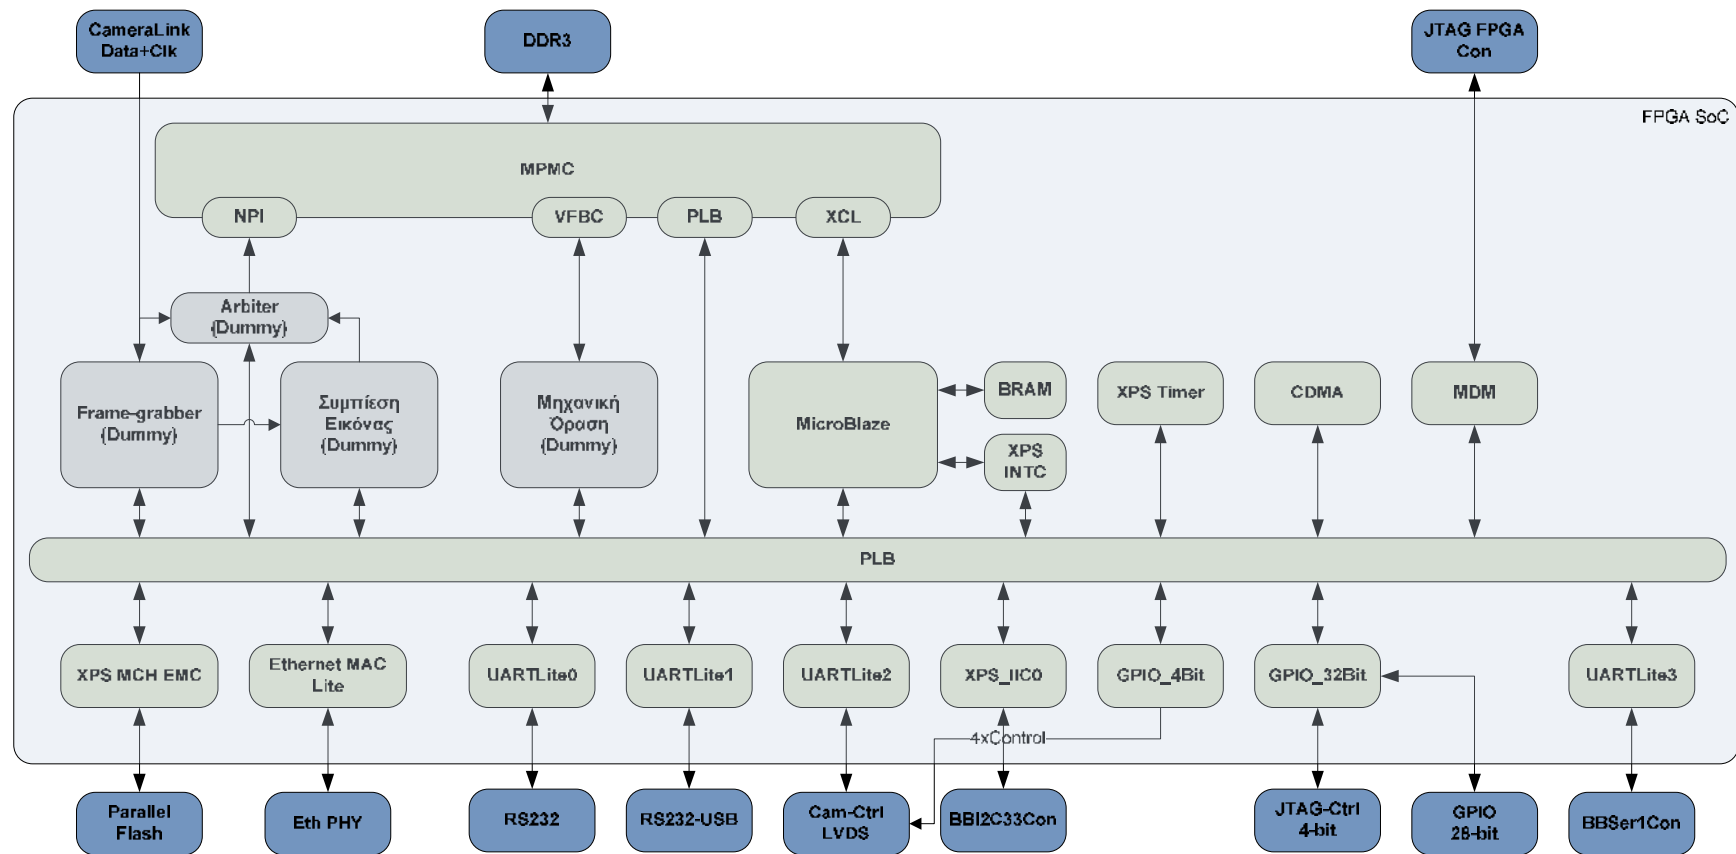 CameraLink
Data+Clk
DDR3
JTAG FPGA
Con
FPGA SoC
MPMC
NPI
VFBC
PLB
XCL
Arbiter
(Dummy)
Frame-grabber
(Dummy)
Συμπίεση
Εικόνας
(Dummy)
Μηχανική
Όραση
(Dummy)
MicroBlaze
BRAM
XPS
INTC
XPS Timer
CDMA
MDM
PLB
XPS MCH EMC
Ethernet MAC
Lite
UARTLite0
UARTLite1
UARTLite2
XPS_IIC0
GPIO_4Bit
GPIO_32Bit
UARTLite3
4xControl
Parallel
Flash
Eth PHY
RS232
RS232-USB
Cam-Ctrl
LVDS
BBI2C33Con
JTAG-Ctrl
4-bit
GPIO
28-bit
BBSer1Con